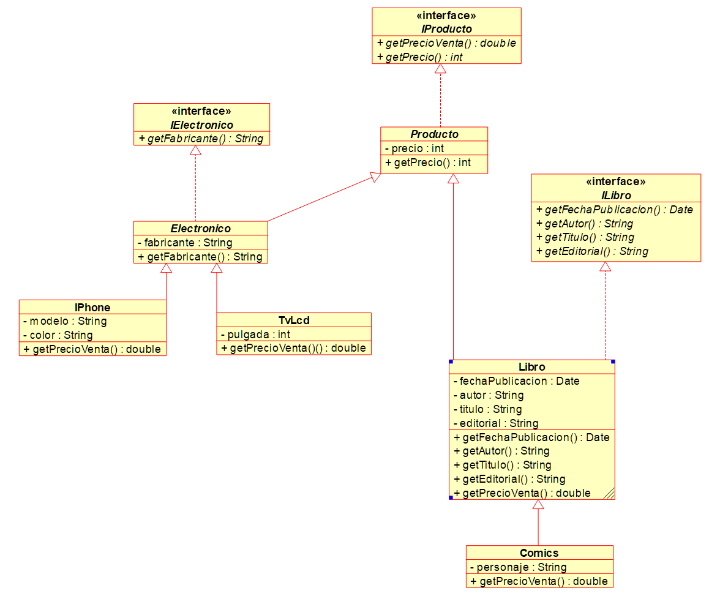 «interface»
IProducto
+ getPrecioVenta() : double
+ getPrecio() : int
«interface»
IElectronico
+ getFabricante() : String
Producto
- precio : int
+ getPrecio() : int
«interface»
ILibro
+ getFechaPublicacion() : Date
+ getAutor() : String
+ getTitulo() : String
+ getEditorial() : String
Electronico
- fabricante : String
+ getFabricante() : String
IPhone
- modelo : String
- color : String
+ getPrecioVenta() : double
TvLcd
- pulgada : int
+ getPrecioVenta()() : double
Libro
- fechaPublicacion : Date
- autor : String
- titulo : String
- editorial : String
+ getFechaPublicacion() : Date
+ getAutor() : String
+ getTitulo() : String
+ getEditorial() : String
+ getPrecioVenta() : double
Comics
- personaje : String
+ getPrecioVenta() : double